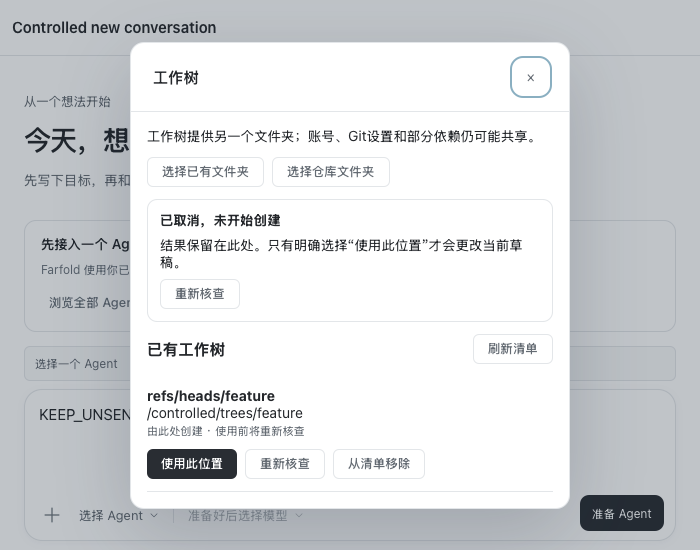 Controlled new conversation
工作树
×
从一个想法开始
今天，想
先写下目标，再和
工作树提供另一个文件夹；账号、Git设置和部分依赖仍可能共享。
选择已有文件夹 选择仓库文件夹
已取消，未开始创建
结果保留在此处。只有明确选择“使用此位置”才会更改当前草
稿。
重新核查
先接入一个 Ag
Farfold 使用你已
浏览全部 Agen
已有工作树 刷新清单
选择一个 Agent
refs/heads/feature
/controlled/trees/feature
由此处创建 · 使用前将重新核查
使用此位置 重新核查 从清单移除
KEEP_UNSEN
选择 Agent 准备好后选择模型 准备 Agent